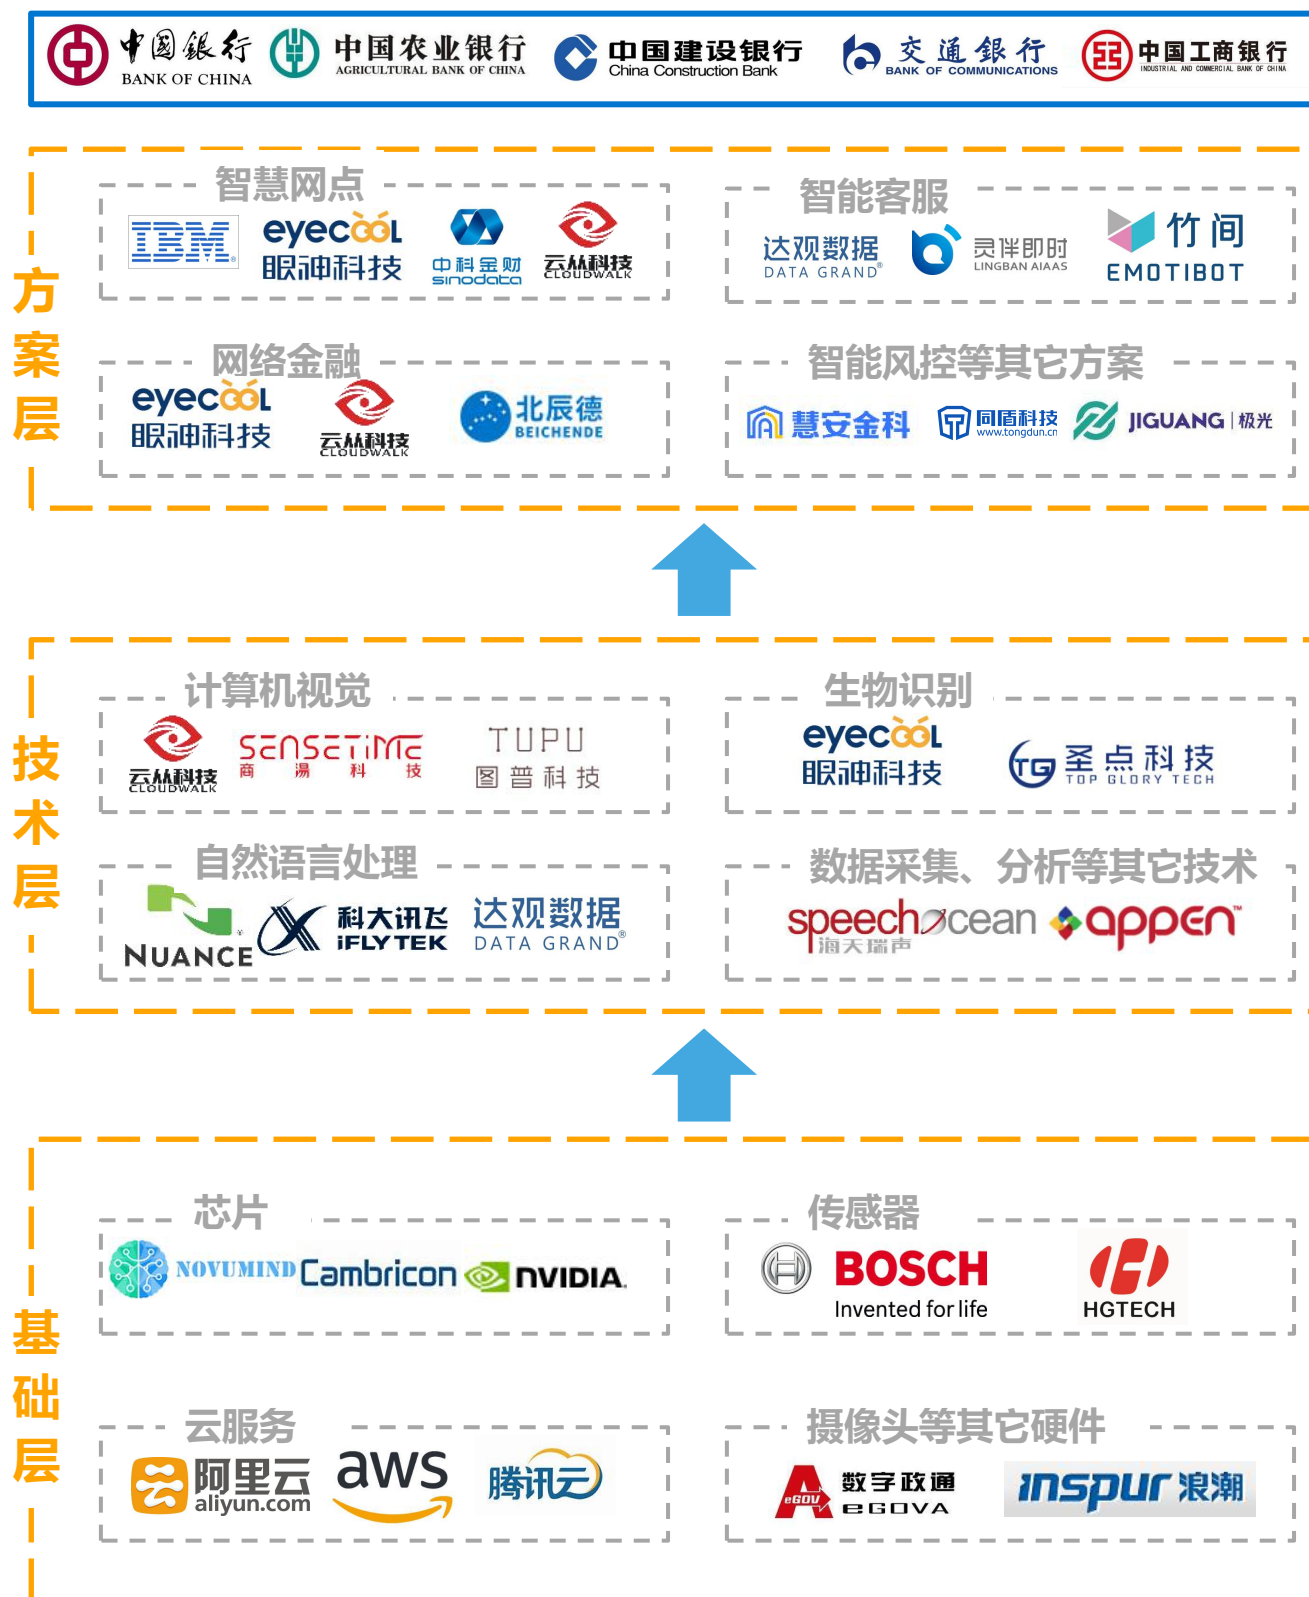 中國銀行
BANK OF CHINA
中国农业银行
AGRICULTURAL BANK OF CHINA
中国建设银行
China Construction Bank
交通銀行
BANK OF COMMUNICATIONS
中国工商银行
INDUSTRIAL AND COMMERCIAL BANK OF CHINA
方案层
智慧网点
IBM
eyecool
眼神科技
中科金财
sinodata
云从科技
CLOUDWALK
智能客服
达观数据
DATA GRAND®
灵伴即时
LINGBAN AIAAS
竹间
EMOTIBOT
网络金融
eyecool
眼神科技
云从科技
CLOUDWALK
北辰德
BEICHENDE
智能风控等其它方案
慧安金科
同盾科技
www.tongdun.cn
JIGUANG | 极光
技术层
计算机视觉
云从科技
CLOUDWALK
SENSETIME
商湯科技
TUPU
图普科技
生物识别
eyecool
眼神科技
TG
圣点科技
TOP GLORY TECH
自然语言处理
NUANCE
科大讯飞
iFLYTEK
达观数据
DATA GRAND®
数据采集、分析等其它技术
speechocean
海天瑞声
appen™
基础层
芯片
NOVUMIND
Cambricon
NVIDIA.
传感器
BOSCH
Invented for life
HGTECH
云服务
阿里云
aliyun.com
aws
腾讯云
摄像头等其它硬件
eGOV
数字政通
eGOVA
inspur 浪潮